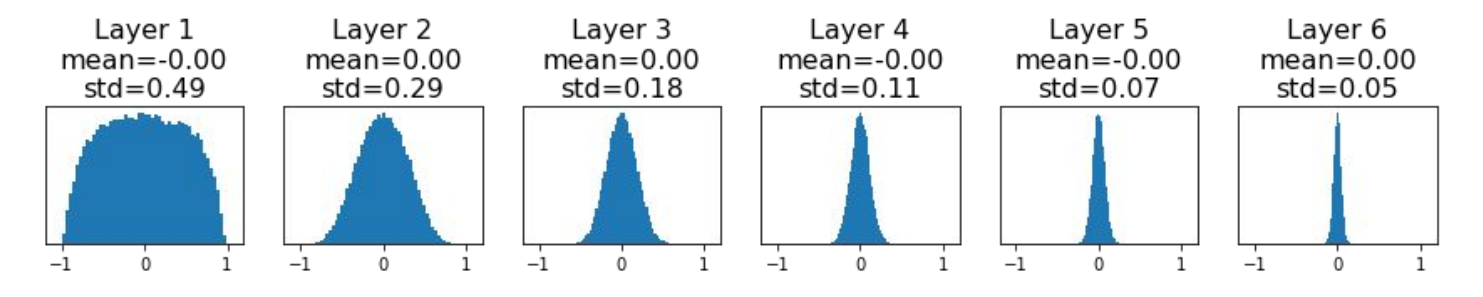 Layer 1
mean=-0.00
std=0.49
−1 0 1
Layer 2
mean=0.00
std=0.29
−1 0 1
Layer 3
mean=0.00
std=0.18
−1 0 1
Layer 4
mean=-0.00
std=0.11
−1 0 1
Layer 5
mean=-0.00
std=0.07
−1 0 1
Layer 6
mean=0.00
std=0.05
−1 0 1